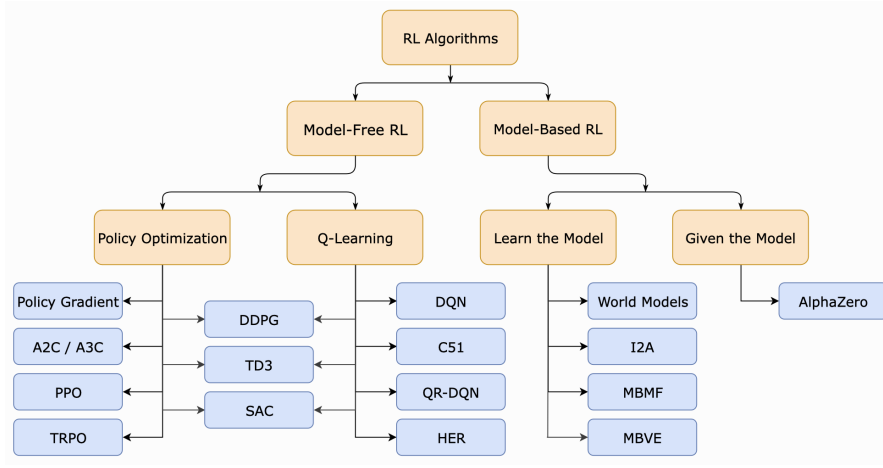 RL Algorithms
Model-Free RL
Model-Based RL
Policy Optimization
Q-Learning
Learn the Model
Given the Model
Policy Gradient
DDPG
DQN
World Models
AlphaZero
A2C / A3C
TD3
C51
I2A
PPO
SAC
QR-DQN
MBMF
TRPO
HER
MBVE